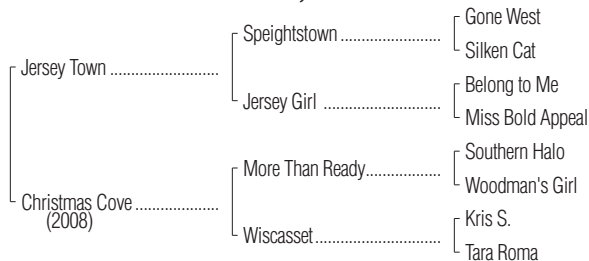 Gone West
Speightstown ...................
Silken Cat
Jersey Town ......................
Belong to Me
Jersey Girl ......................
Miss Bold Appeal
Southern Halo
More Than Ready.................
Woodman's Girl
Christmas Cove .................
(2008)
Kris S.
Wiscasset........................
Tara Roma